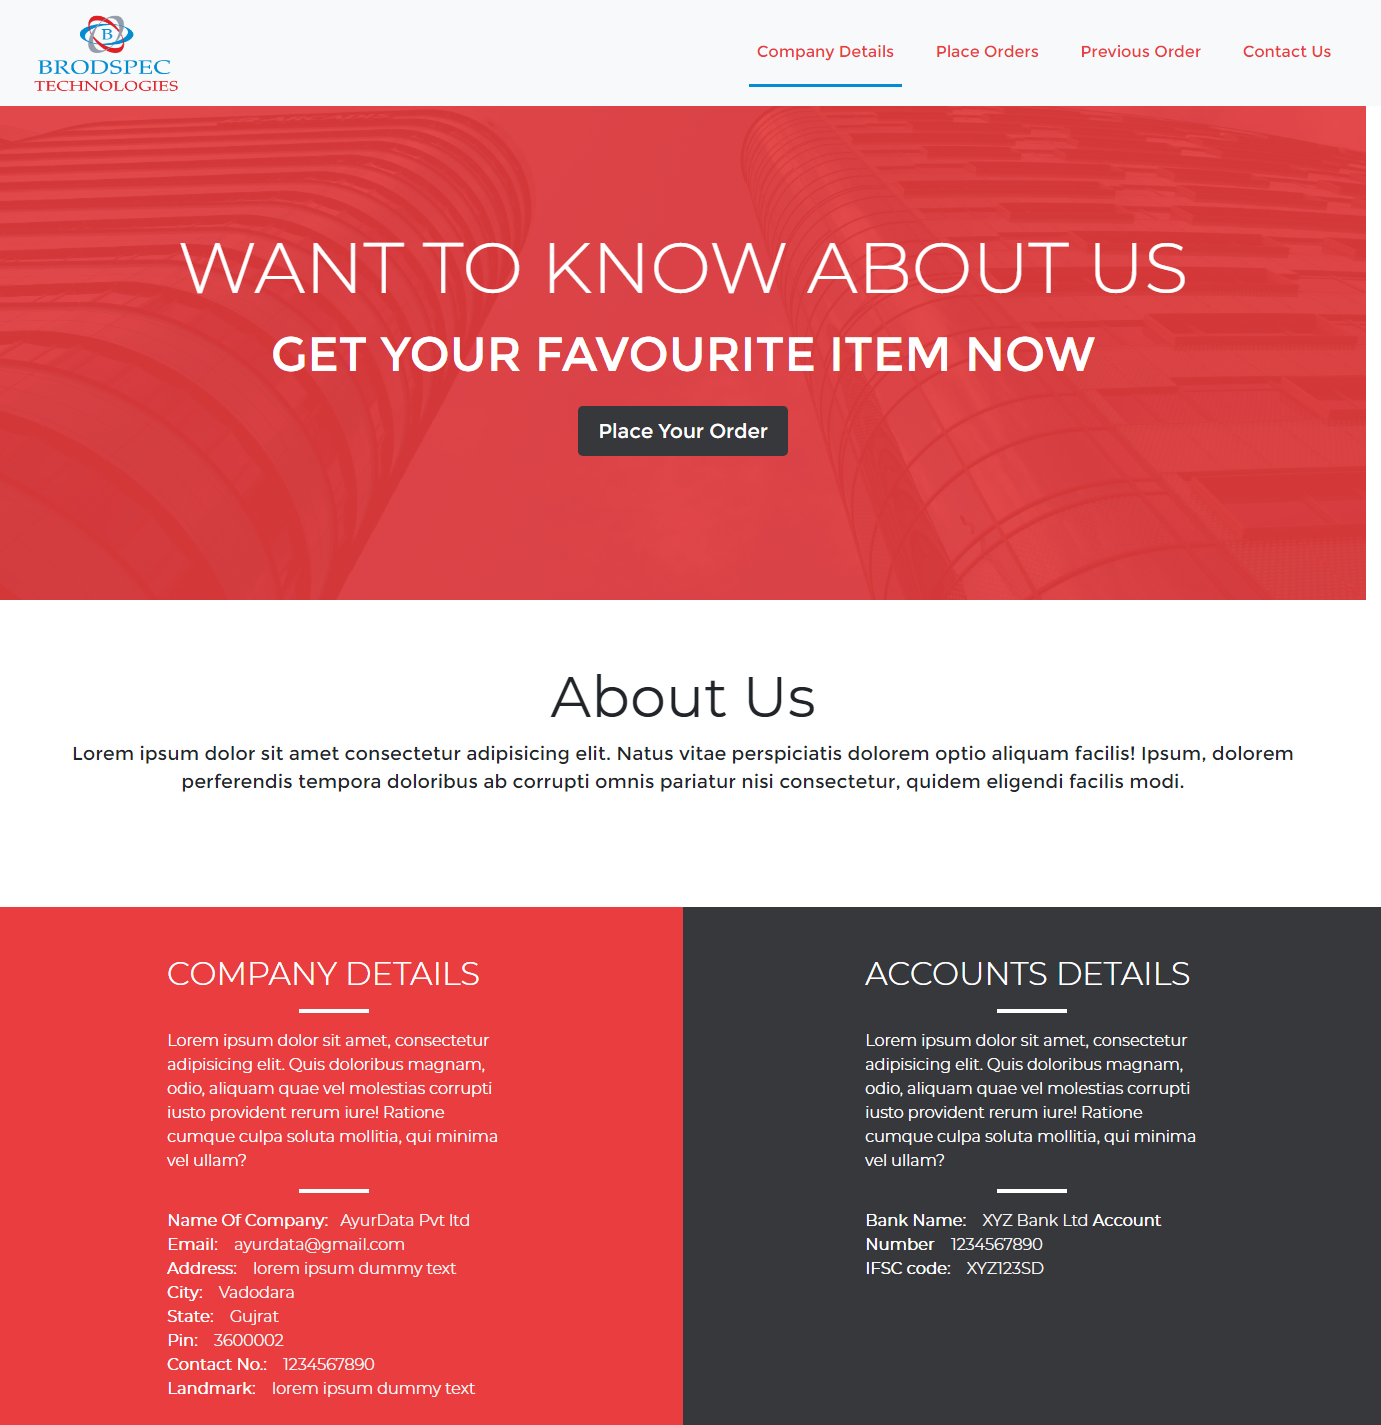 B
BRODSPEC
TECHNOLOGIES
Company Details Place Orders Previous Order Contact Us
WANT TO KNOW ABOUT US
GET YOUR FAVOURITE ITEM NOW
Place Your Order
About Us
Lorem ipsum dolor sit amet consectetur adipisicing elit. Natus vitae perspiciatis dolorem optio aliquam facilis! Ipsum, dolorem
perferendis tempora doloribus ab corrupti omnis pariatur nisi consectetur, quidem eligendi facilis modi.
COMPANY DETAILS
Lorem ipsum dolor sit amet, consectetur
adipisicing elit. Quis doloribus magnam,
odio, aliquam quae vel molestias corrupti
iusto provident rerum iure! Ratione
cumque culpa soluta mollitia, qui minima
vel ullam?
Name Of Company: AyurData Pvt ltd
Email: ayurdata@gmail.com
Address: lorem ipsum dummy text
City: Vadodara
State: Gujrat
Pin: 3600002
Contact No.: 1234567890
Landmark: lorem ipsum dummy text
ACCOUNTS DETAILS
Lorem ipsum dolor sit amet, consectetur
adipisicing elit. Quis doloribus magnam,
odio, aliquam quae vel molestias corrupti
iusto provident rerum iure! Ratione
cumque culpa soluta mollitia, qui minima
vel ullam?
Bank Name: XYZ Bank Ltd Account
Number 1234567890
IFSC code: XYZ123SD